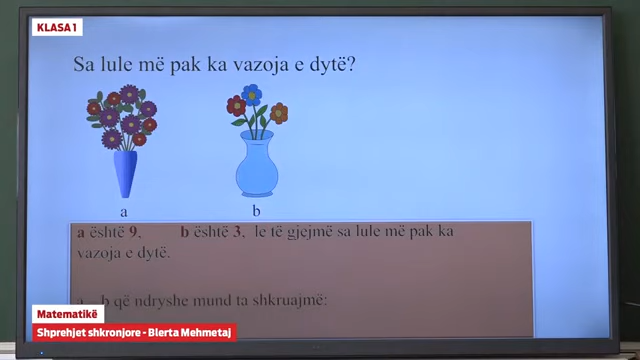 KLASA 1
Sa lule më pak ka vazoja e dytë?
a
b
a është 9, b është 3, le të gjejmë sa lule më pak ka
vazoja e dytë.
a b që ndryshe mund ta shkruajmë:
Matematikë
Shprehjet shkronjore - Blerta Mehmetaj